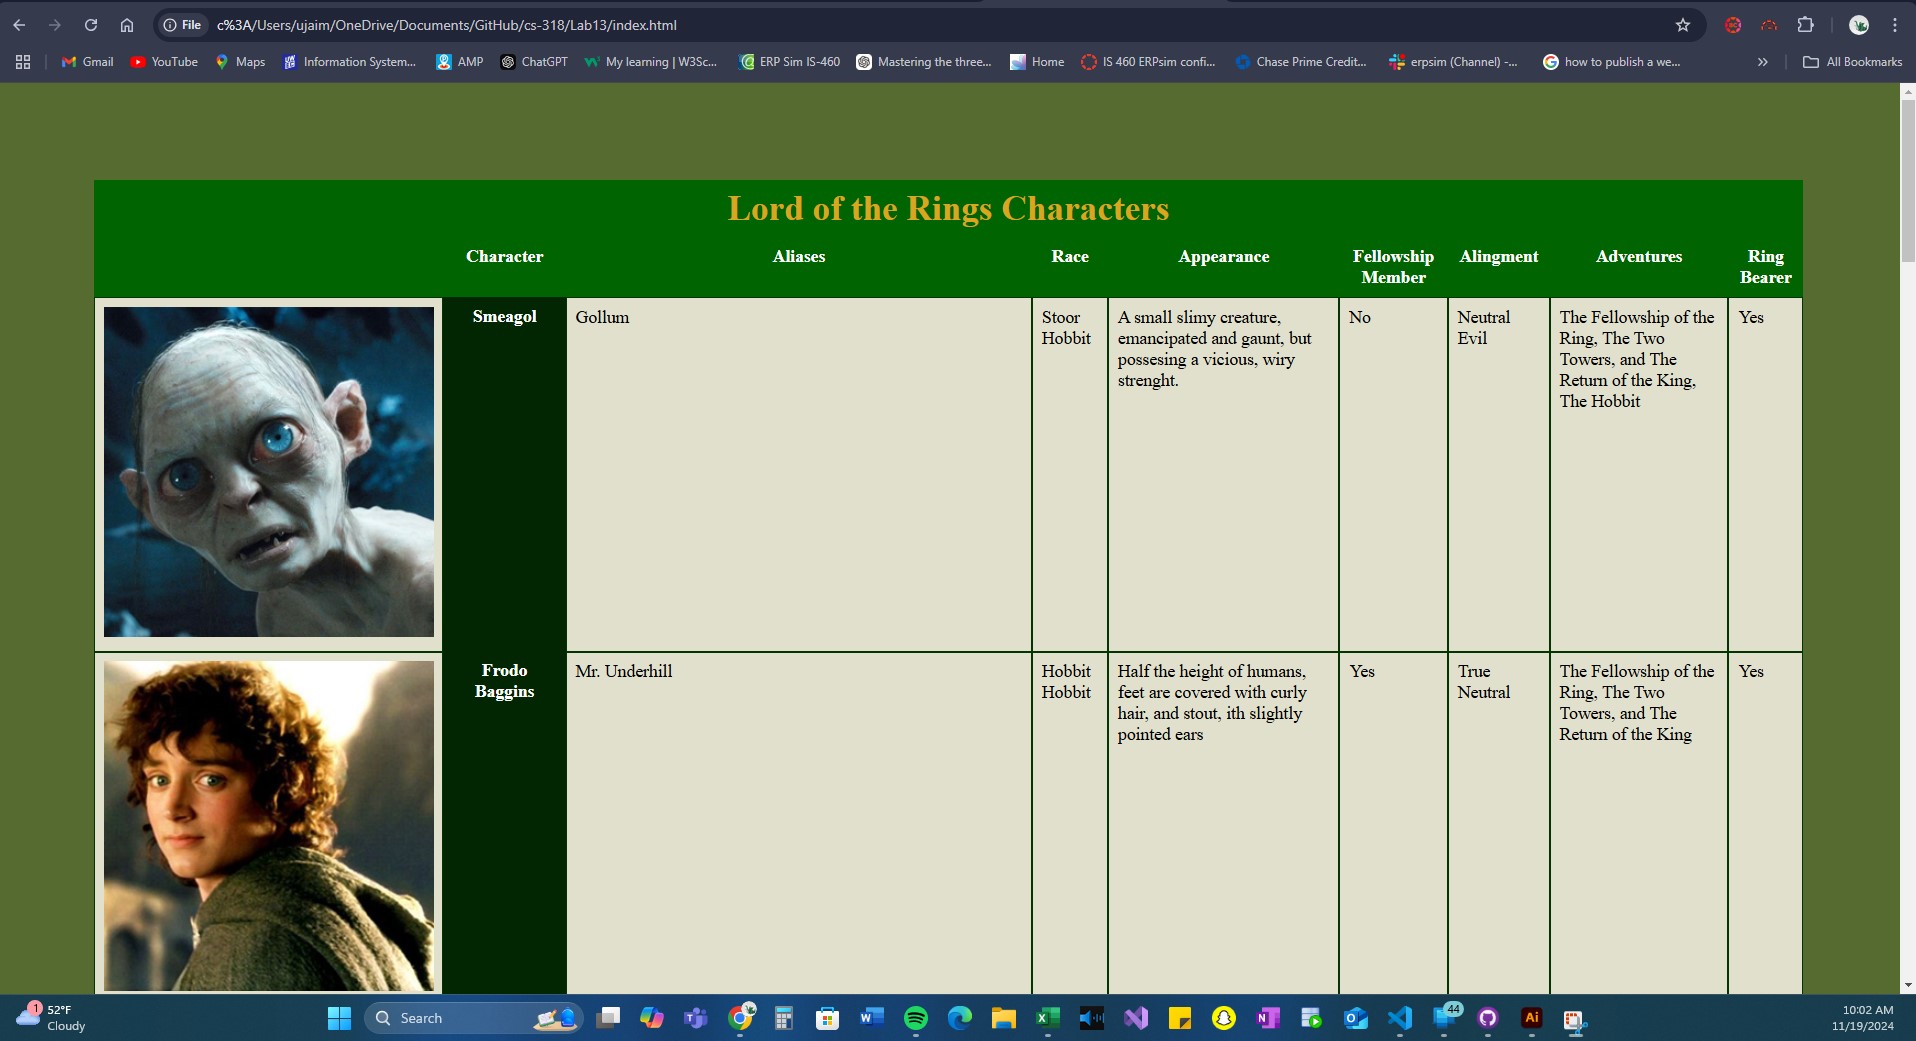 File c%3A/Users/ujaim/OneDrive/Documents/GitHub/cs-318/Lab13/index.html
Gmail YouTube Maps Information System... AMP ChatGPT My learning | W3Sc... ERP Sim IS-460 Mastering the three... Home IS 460 ERPsim confi... Chase Prime Credit... erpsim (Channel) -... how to publish a we... » All Bookmarks
Lord of the Rings Characters
Character Aliases Race Appearance Fellowship Alingment Adventures Ring
Member Bearer
Smeagol Gollum Stoor A small slimy creature, No Neutral The Fellowship of the Yes
Hobbit emancipated and gaunt, but Evil Ring, The Two
possesing a vicious, wiry Towers, and The
strenght. Return of the King,
The Hobbit
Frodo Mr. Underhill Hobbit Half the height of humans, Yes True The Fellowship of the Yes
Baggins Hobbit feet are covered with curly Neutral Ring, The Two
hair, and stout, ith slightly Towers, and The
pointed ears Return of the King
1 52°F Search 44 10:02 AM
Cloudy 11/19/2024